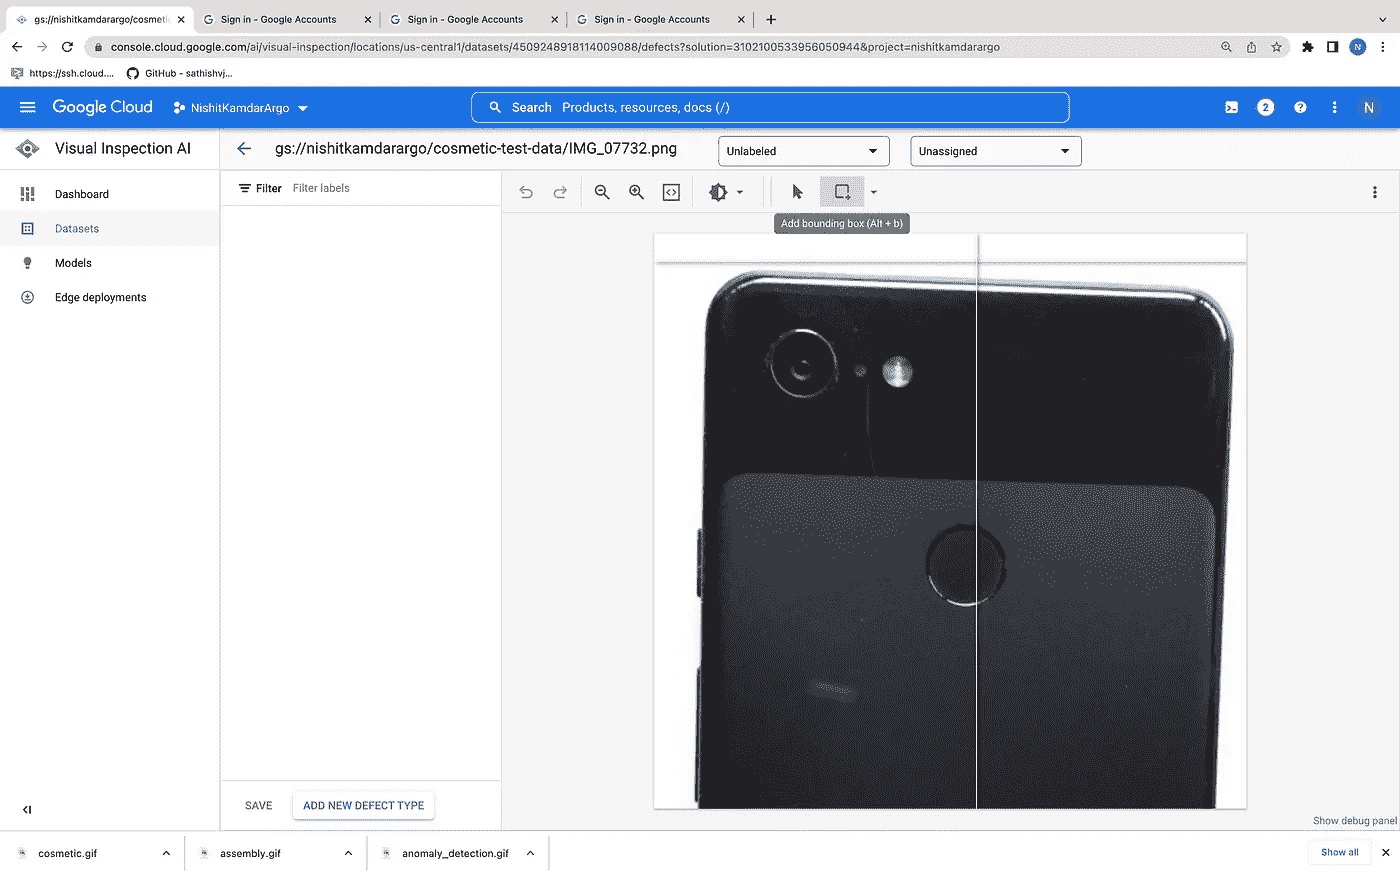 gs://nishitkamdarargo/cosmetic
Sign in - Google Accounts
Sign in - Google Accounts
Sign in - Google Accounts
console.cloud.google.com/ai/visual-inspection/locations/us-central1/datasets/4509248918114009088/defects?solution=3102100533956050944&project=nishitkamdarargo
N
https://ssh.cloud....
GitHub - sathishvj...
Google Cloud
NishitKamdarArgo
Search Products, resources, docs (/)
2
N
Visual Inspection AI
gs://nishitkamdarargo/cosmetic-test-data/IMG_07732.png
Unlabeled
Unassigned
Dashboard
Datasets
Models
Edge deployments
Filter Filter labels
Add bounding box (Alt + b)
SAVE
ADD NEW DEFECT TYPE
Show debug panel
cosmetic.gif
assembly.gif
anomaly_detection.gif
Show all